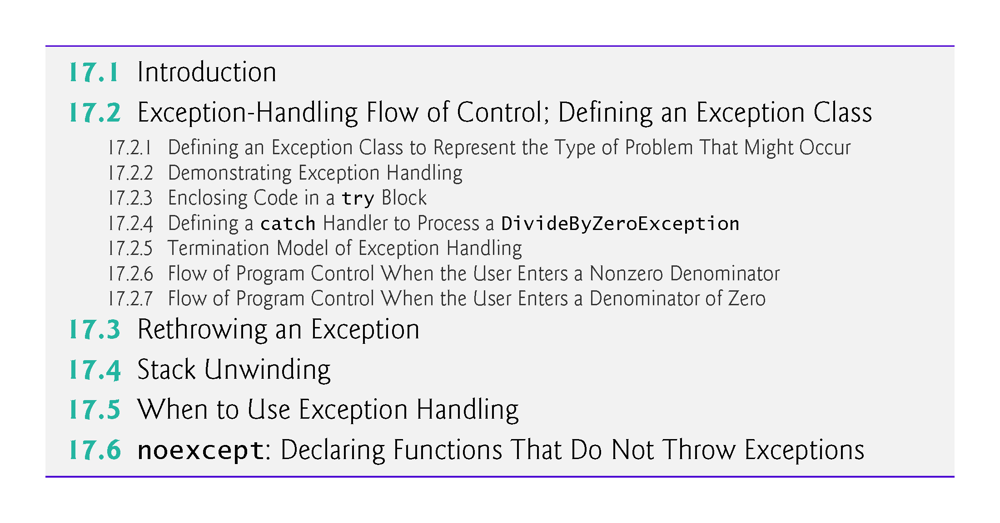 17.1 Introduction
17.2 Exception-Handling Flow of Control; Defining an Exception Class
17.2.1 Defining an Exception Class to Represent the Type of Problem That Might Occur
17.2.2 Demonstrating Exception Handling
17.2.3 Enclosing Code in a try Block
17.2.4 Defining a catch Handler to Process a DivideByZeroException
17.2.5 Termination Model of Exception Handling
17.2.6 Flow of Program Control When the User Enters a Nonzero Denominator
17.2.7 Flow of Program Control When the User Enters a Denominator of Zero
17.3 Rethrowing an Exception
17.4 Stack Unwinding
17.5 When to Use Exception Handling
17.6 noexcept: Declaring Functions That Do Not Throw Exceptions